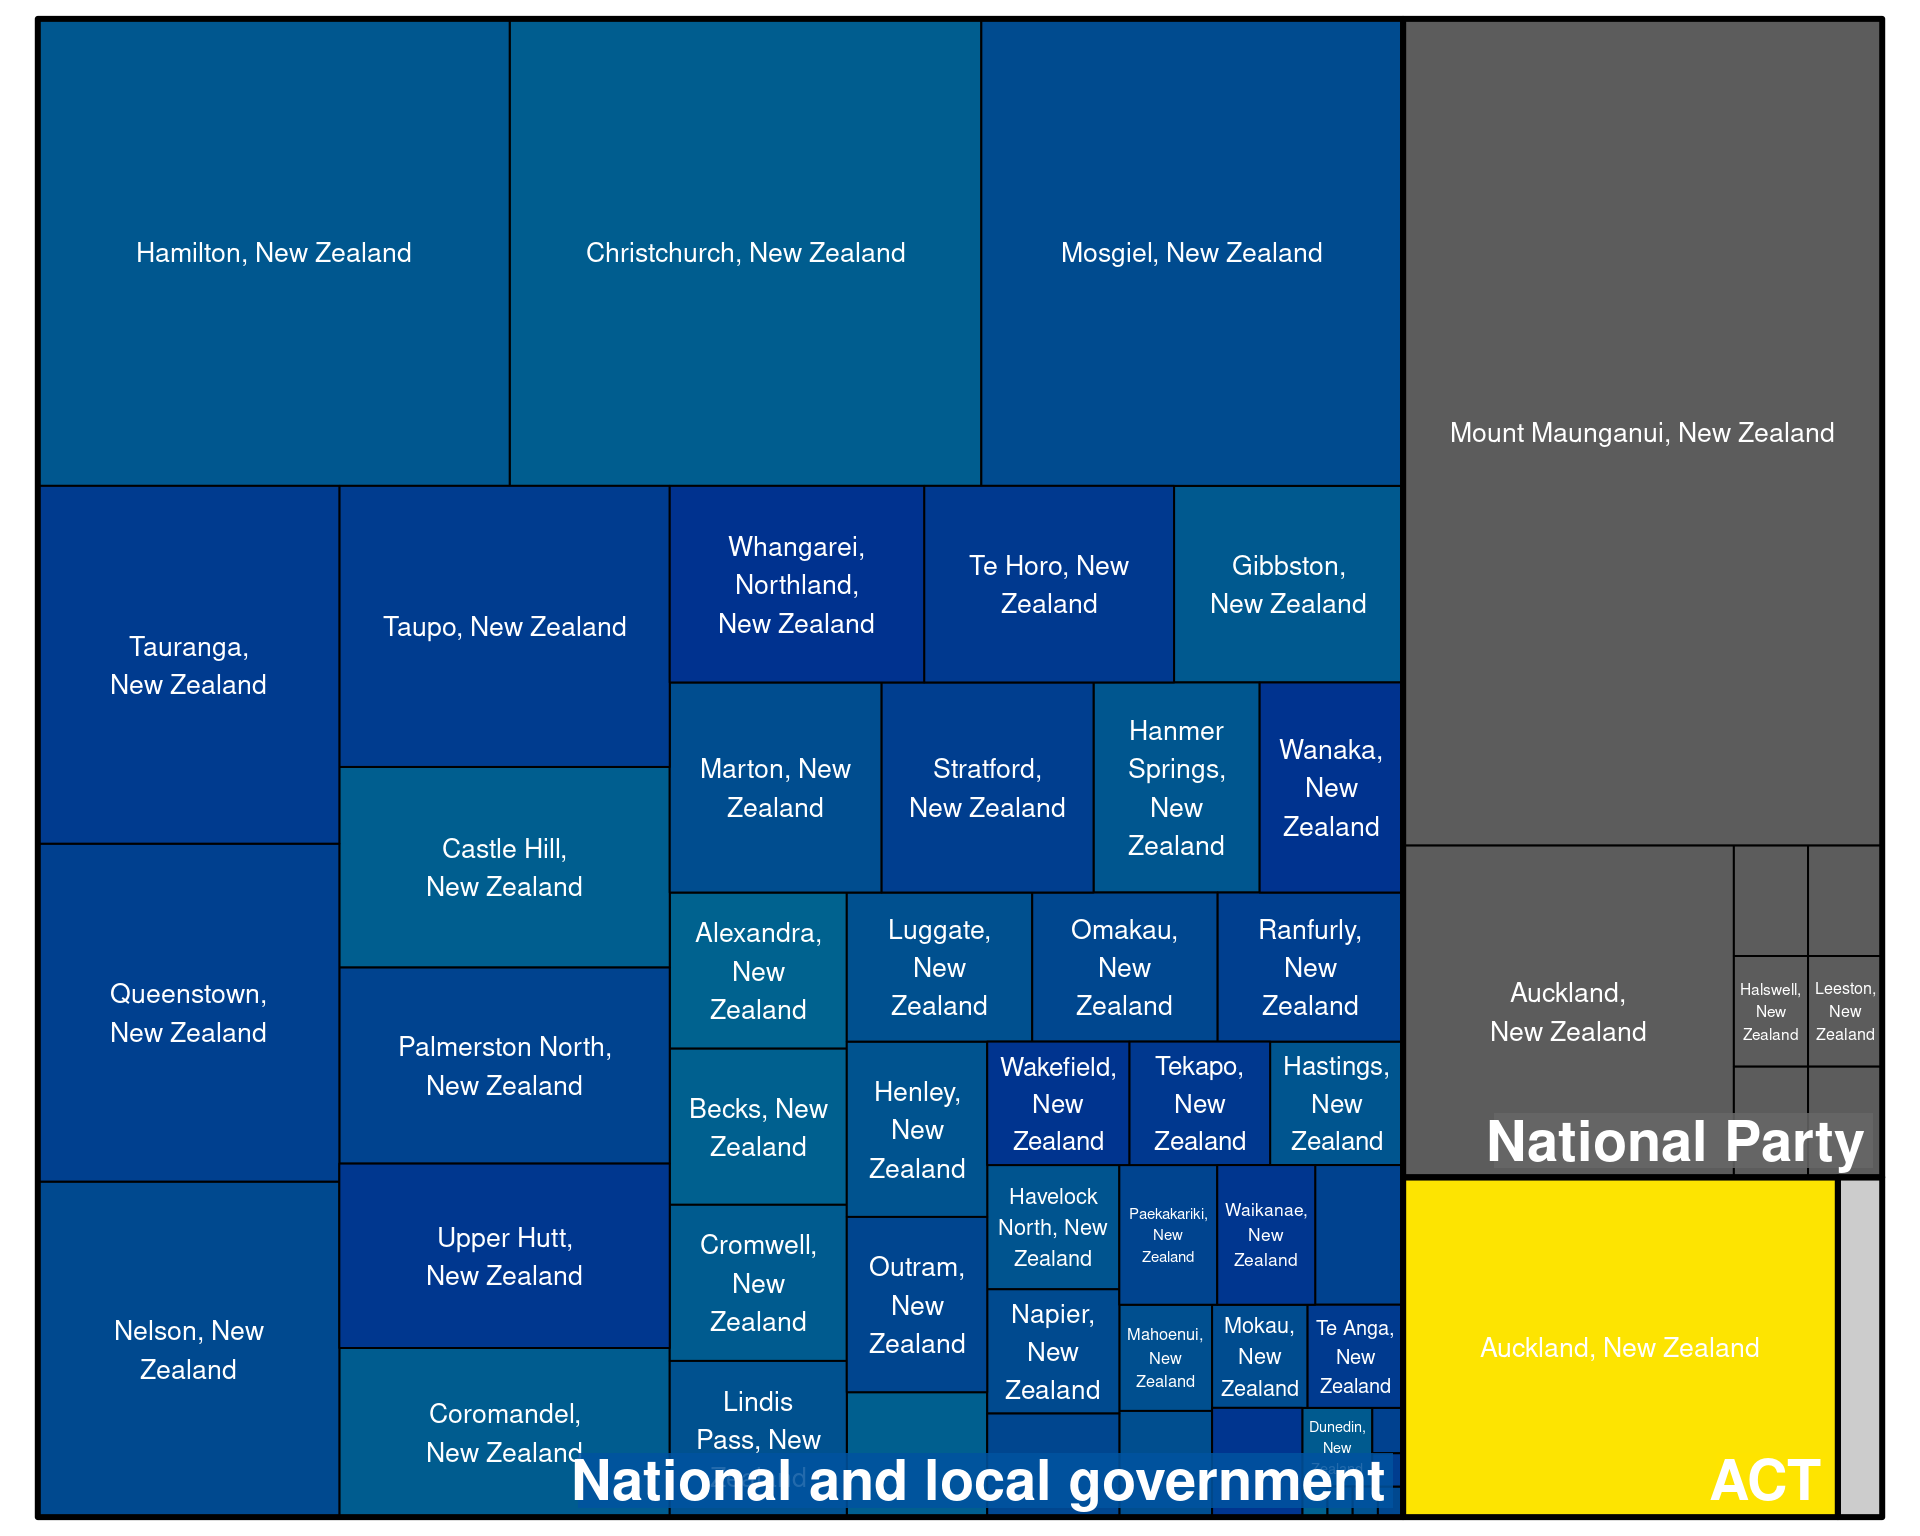 Hamilton, New Zealand
Christchurch, New Zealand
Mosgiel, New Zealand
Mount Maunganui, New Zealand
Tauranga,
New Zealand
Taupo, New Zealand
Whangarei,
Northland,
New Zealand
Te Horo, New
Zealand
Gibbston,
New Zealand
Marton, New
Zealand
Stratford,
New Zealand
Hanmer
Springs,
New
Zealand
Wanaka,
New
Zealand
Castle Hill,
New Zealand
Queenstown,
New Zealand
Palmerston North,
New Zealand
Alexandra,
New
Zealand
Luggate,
New
Zealand
Omakau,
New
Zealand
Ranfurly,
New
Zealand
Becks, New
Zealand
Henley,
New
Zealand
Wakefield,
New
Zealand
Tekapo,
New
Zealand
Hastings,
New
Zealand
Auckland,
New Zealand
Halswell,
New
Zealand
Leeston,
New
Zealand
National Party
Nelson, New
Zealand
Upper Hutt,
New Zealand
Coromandel,
New Zealand
Cromwell,
New
Zealand
Lindis
Pass, New
Zealand
Outram,
New
Zealand
Havelock
North, New
Zealand
Paekakariki,
New
Zealand
Waikanae,
New
Zealand
Napier,
New
Zealand
Mahoenui,
New
Zealand
Mokau,
New
Zealand
Te Anga,
New
Zealand
Dunedin,
New
Zealand
National and local government
Auckland, New Zealand
ACT